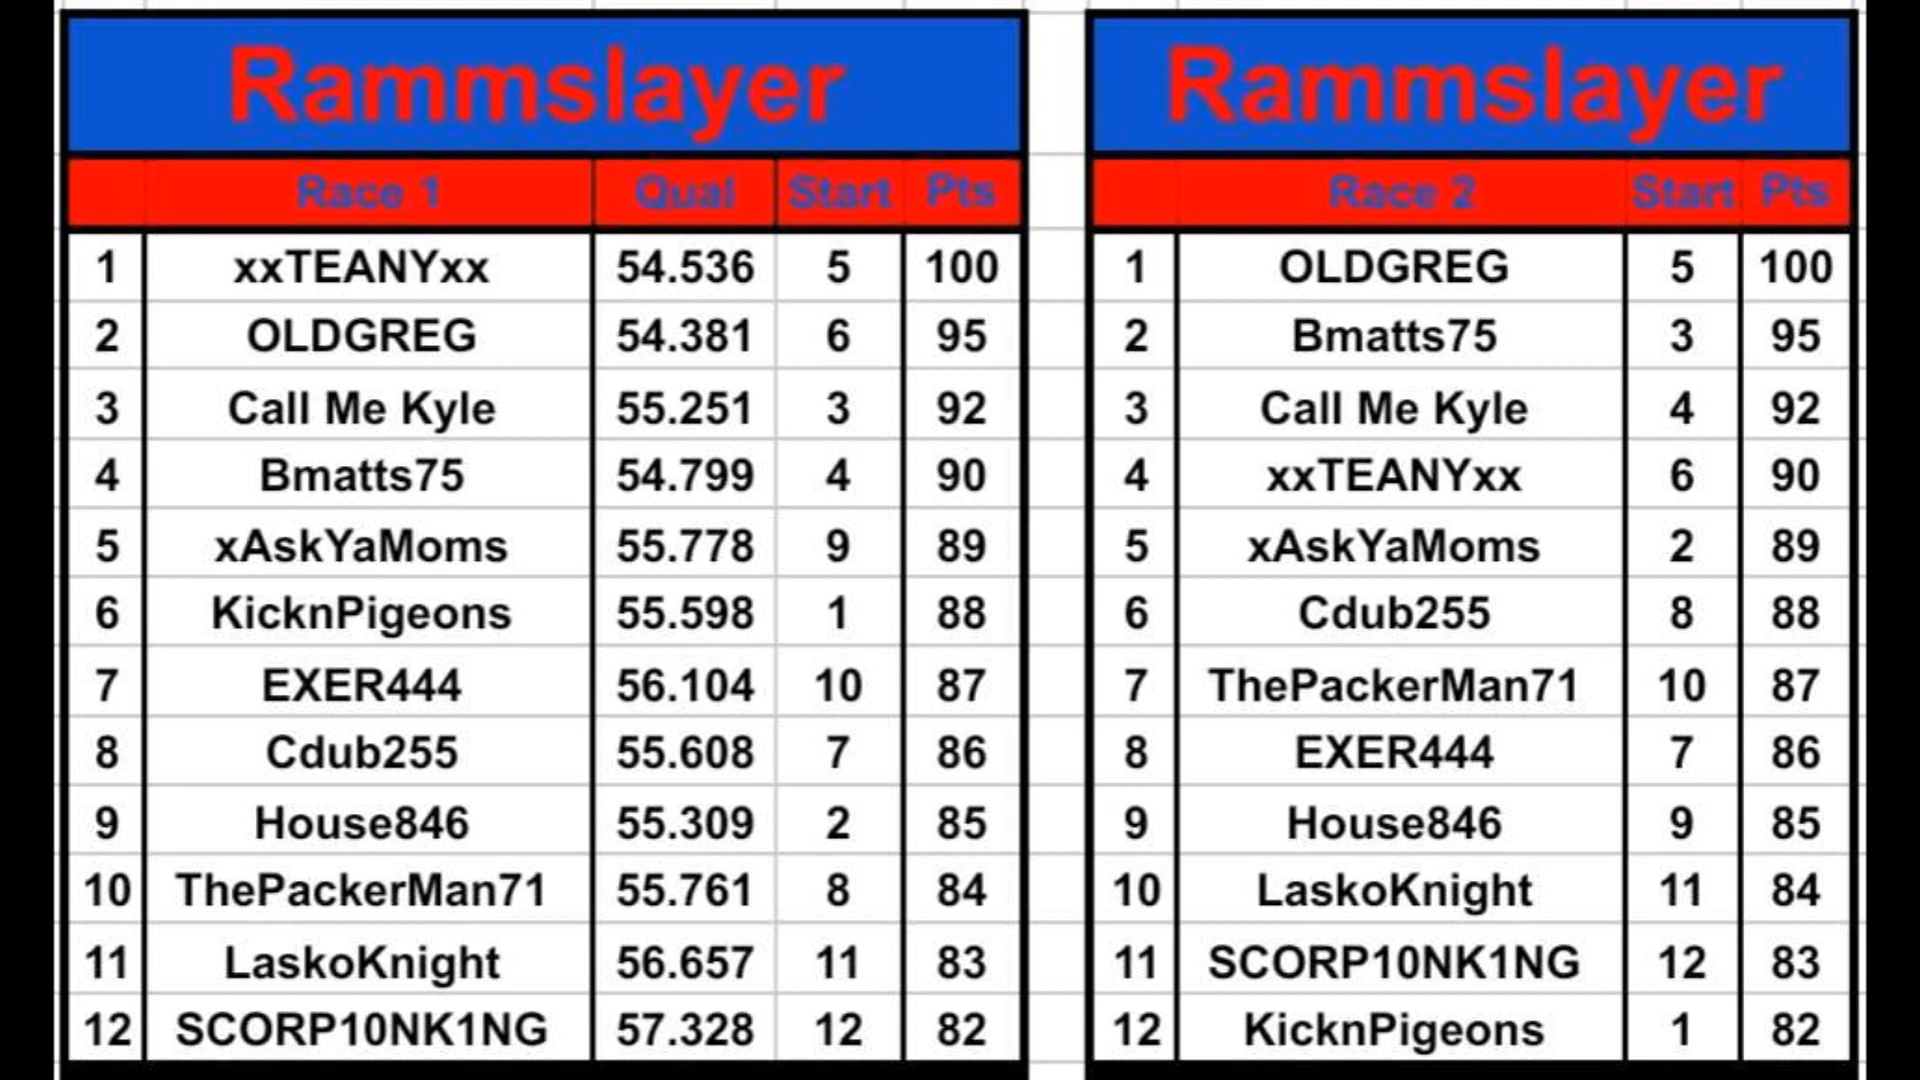 Rammslayer
Race 1 Qual Start Pts
1 xxTEANYxx 54.536 5 100
2 OLDGREG 54.381 6 95
3 Call Me Kyle 55.251 3 92
4 Bmatts75 54.799 4 90
5 xAskYaMoms 55.778 9 89
6 KicknPigeons 55.598 1 88
7 EXER444 56.104 10 87
8 Cdub255 55.608 7 86
9 House846 55.309 2 85
10 ThePackerMan71 55.761 8 84
11 LaskoKnight 56.657 11 83
12 SCORP10NK1NG 57.328 12 82
Rammslayer
Race 2 Start Pts
1 OLDGREG 5 100
2 Bmatts75 3 95
3 Call Me Kyle 4 92
4 xxTEANYxx 6 90
5 xAskYaMoms 2 89
6 Cdub255 8 88
7 ThePackerMan71 10 87
8 EXER444 7 86
9 House846 9 85
10 LaskoKnight 11 84
11 SCORP10NK1NG 12 83
12 KicknPigeons 1 82